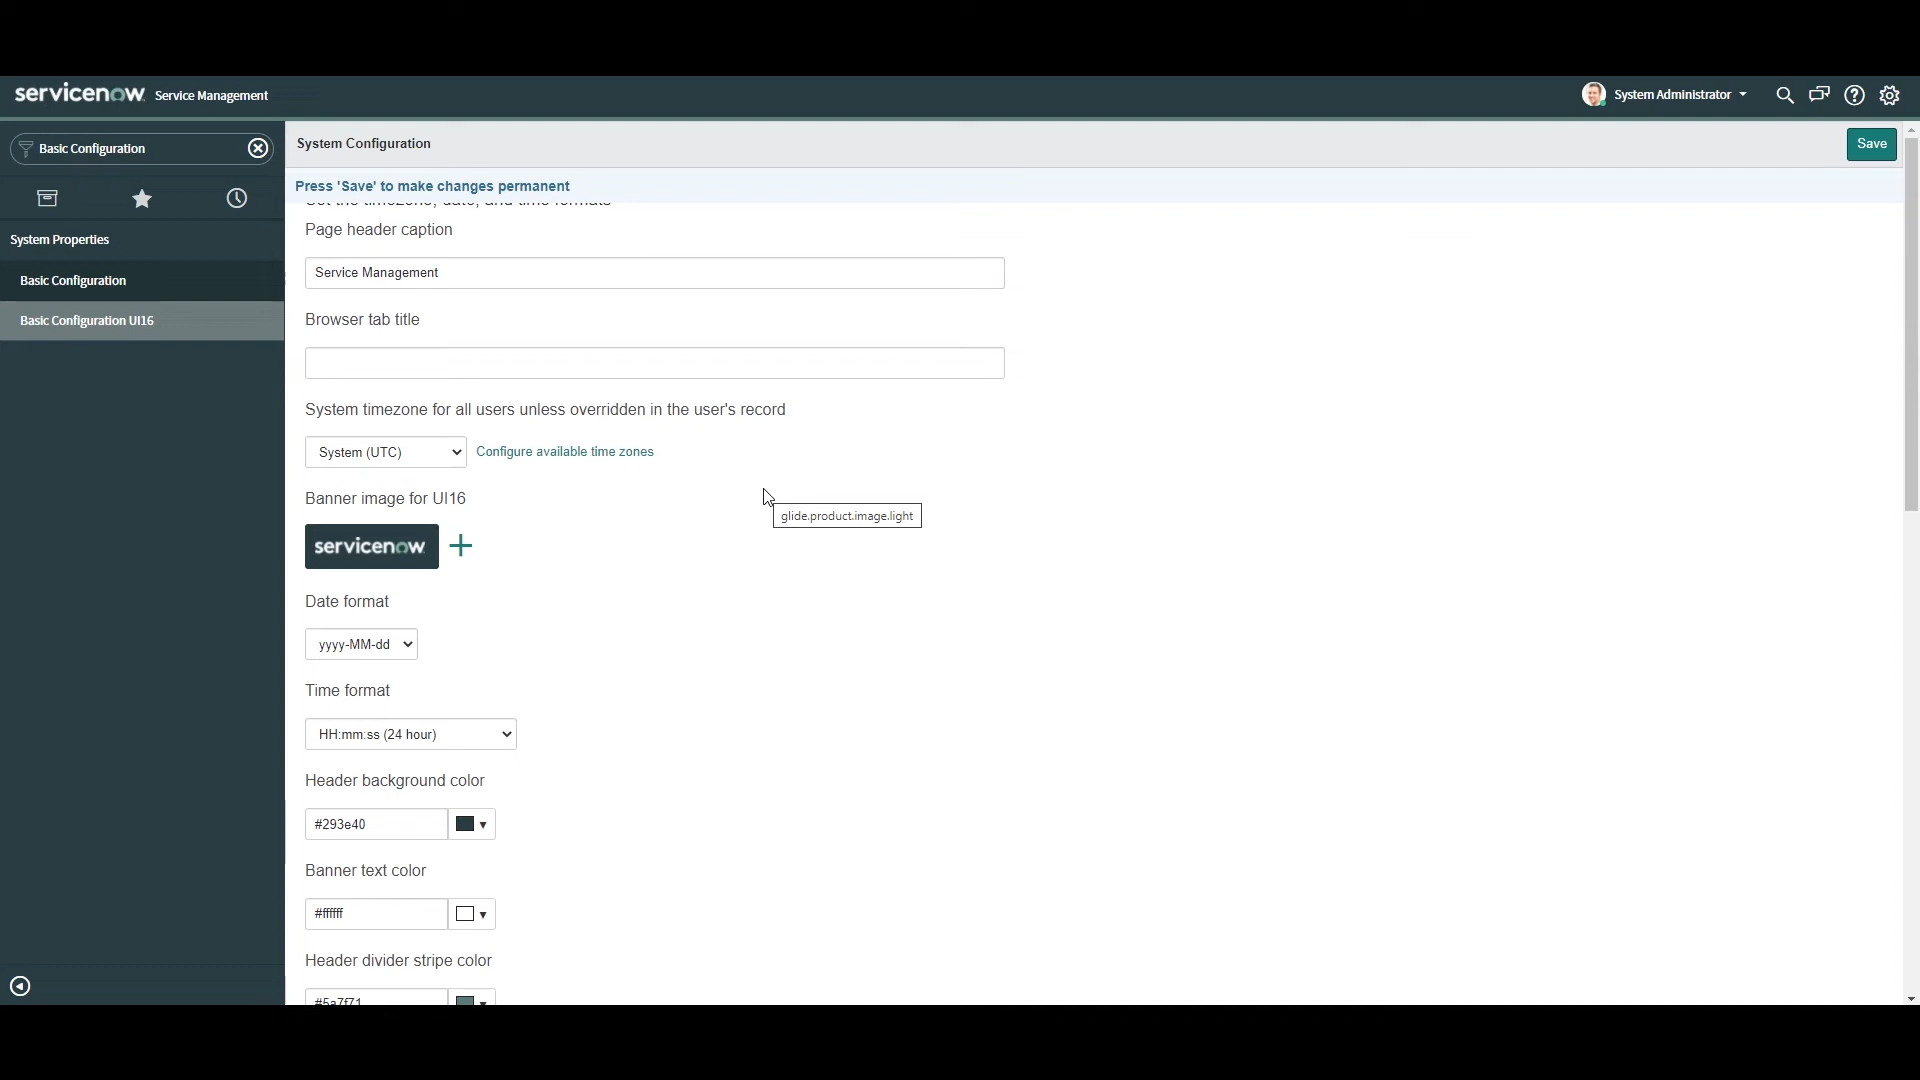 servicenow Service Management
System Administrator
Basic Configuration
System Configuration
Save
Press 'Save' to make changes permanent
Set the timezone, date, and time formats
System Properties
Basic Configuration
Basic Configuration UI16
Page header caption
Service Management
Browser tab title
System timezone for all users unless overridden in the user's record
System (UTC)
Configure available time zones
Banner image for UI16
glide.product.image.light
servicenow
Date format
yyyy-MM-dd
Time format
HH:mm:ss (24 hour)
Header background color
#293e40
Banner text color
#ffffff
Header divider stripe color
#5a7f71